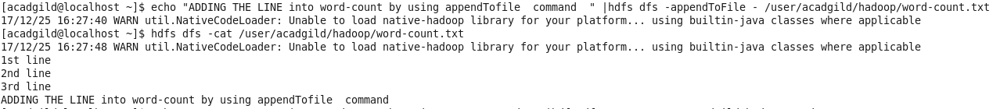 [acadgild@localhost ~]$ echo "ADDING THE LINE into word-count by using appendTofile  command  " |hdfs dfs -appendToFile - /user/acadgild/hadoop/word-count.txt
17/12/25 16:27:40 WARN util.NativeCodeLoader: Unable to load native-hadoop library for your platform... using builtin-java classes where applicable
[acadgild@localhost ~]$ hdfs dfs -cat /user/acadgild/hadoop/word-count.txt
17/12/25 16:27:48 WARN util.NativeCodeLoader: Unable to load native-hadoop library for your platform... using builtin-java classes where applicable
1st line
2nd line
3rd line
ADDING THE LINE into word-count by using appendTofile  command